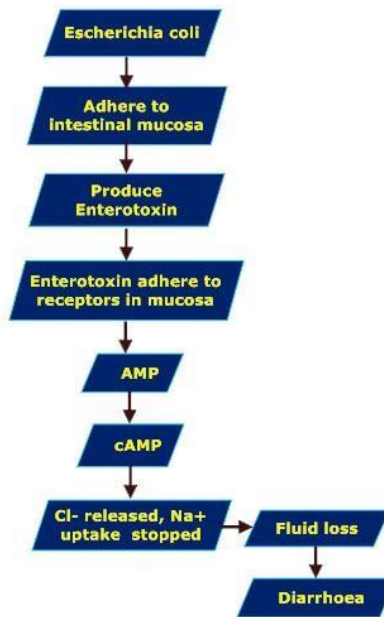 Escherichia coli
Adhere to
intestinal mucosa
Produce
Enterotoxin
Enterotoxin adhere to
receptors in mucosa
AMP
cAMP
Cl- released, Na+
uptake stopped
Fluid loss
Diarrhoea